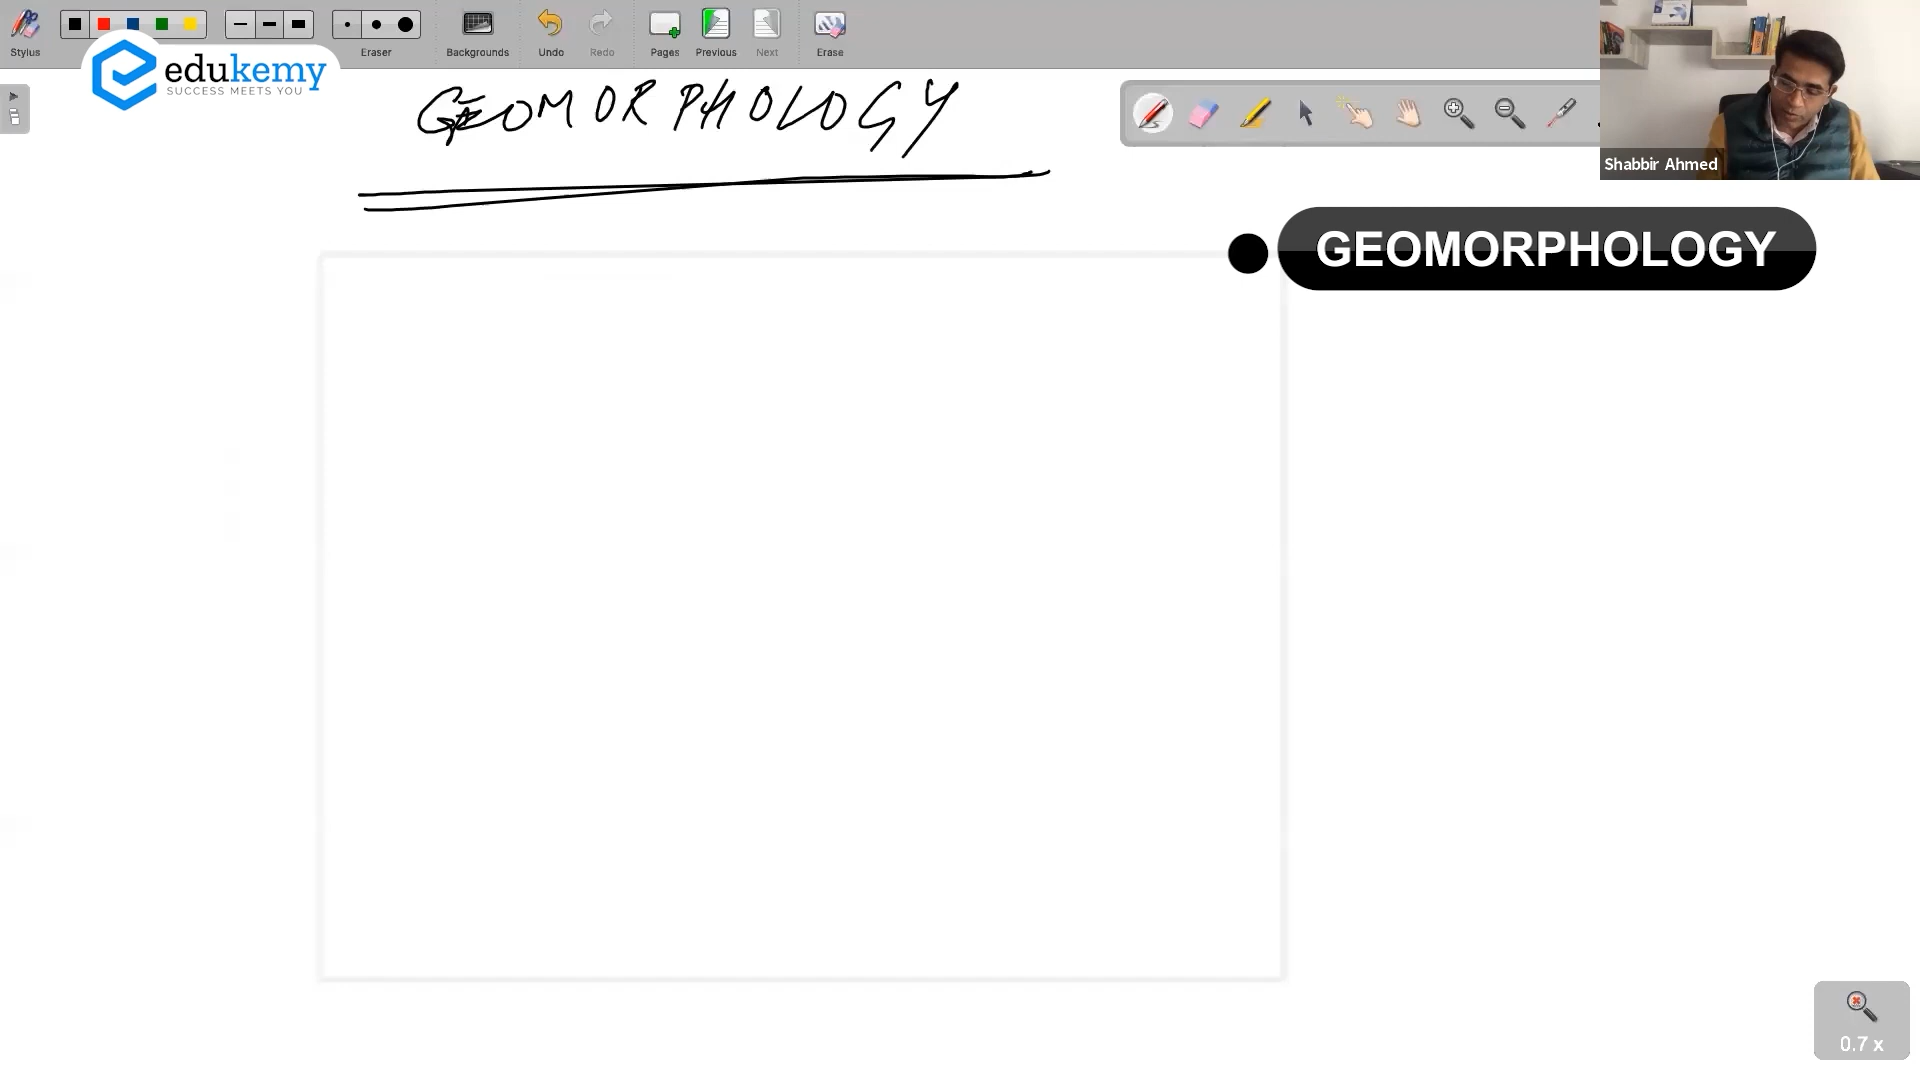 Stylus
Eraser
Backgrounds
Undo
Redo
Pages
Previous
Next
Erase
edukemy
SUCCESS MEETS YOU
GEOMORPHOLOGY
Shabbir Ahmed
GEOMORPHOLOGY
0.7 x